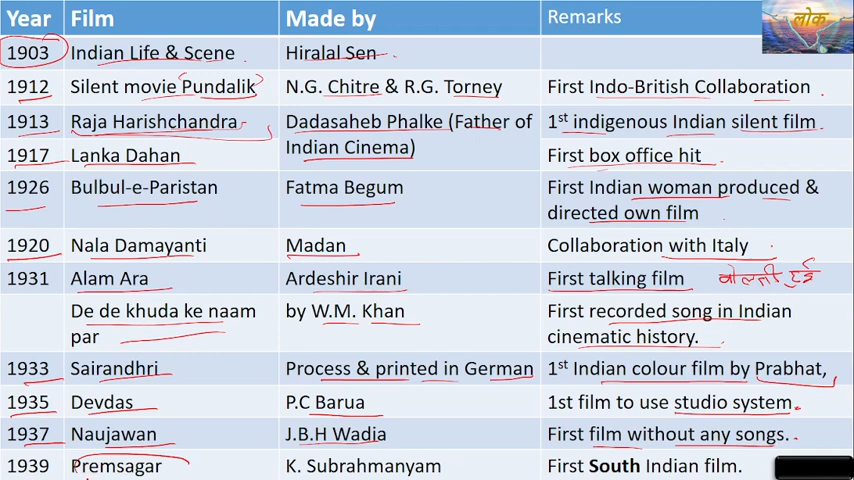 Year Film Made by Remarks
लोक
1903 Indian Life & Scene Hiralal Sen
1912 Silent movie Pundalik N.G. Chitre & R.G. Torney First Indo-British Collaboration
1913 Raja Harishchandra Dadasaheb Phalke (Father of 1st indigenous Indian silent film
Indian Cinema)
1917 Lanka Dahan First box office hit
1926 Bulbul-e-Paristan Fatma Begum First Indian woman produced &
directed own film
1920 Nala Damayanti Madan Collaboration with Italy
1931 Alam Ara Ardeshir Irani First talking film बोलती हुई
De de khuda ke naam by W.M. Khan First recorded song in Indian
par cinematic history.
1933 Sairandhri Process & printed in German 1st Indian colour film by Prabhat,
1935 Devdas P.C Barua 1st film to use studio system
1937 Naujawan J.B.H Wadia First film without any songs.
1939 Premsagar K. Subrahmanyam First South Indian film.